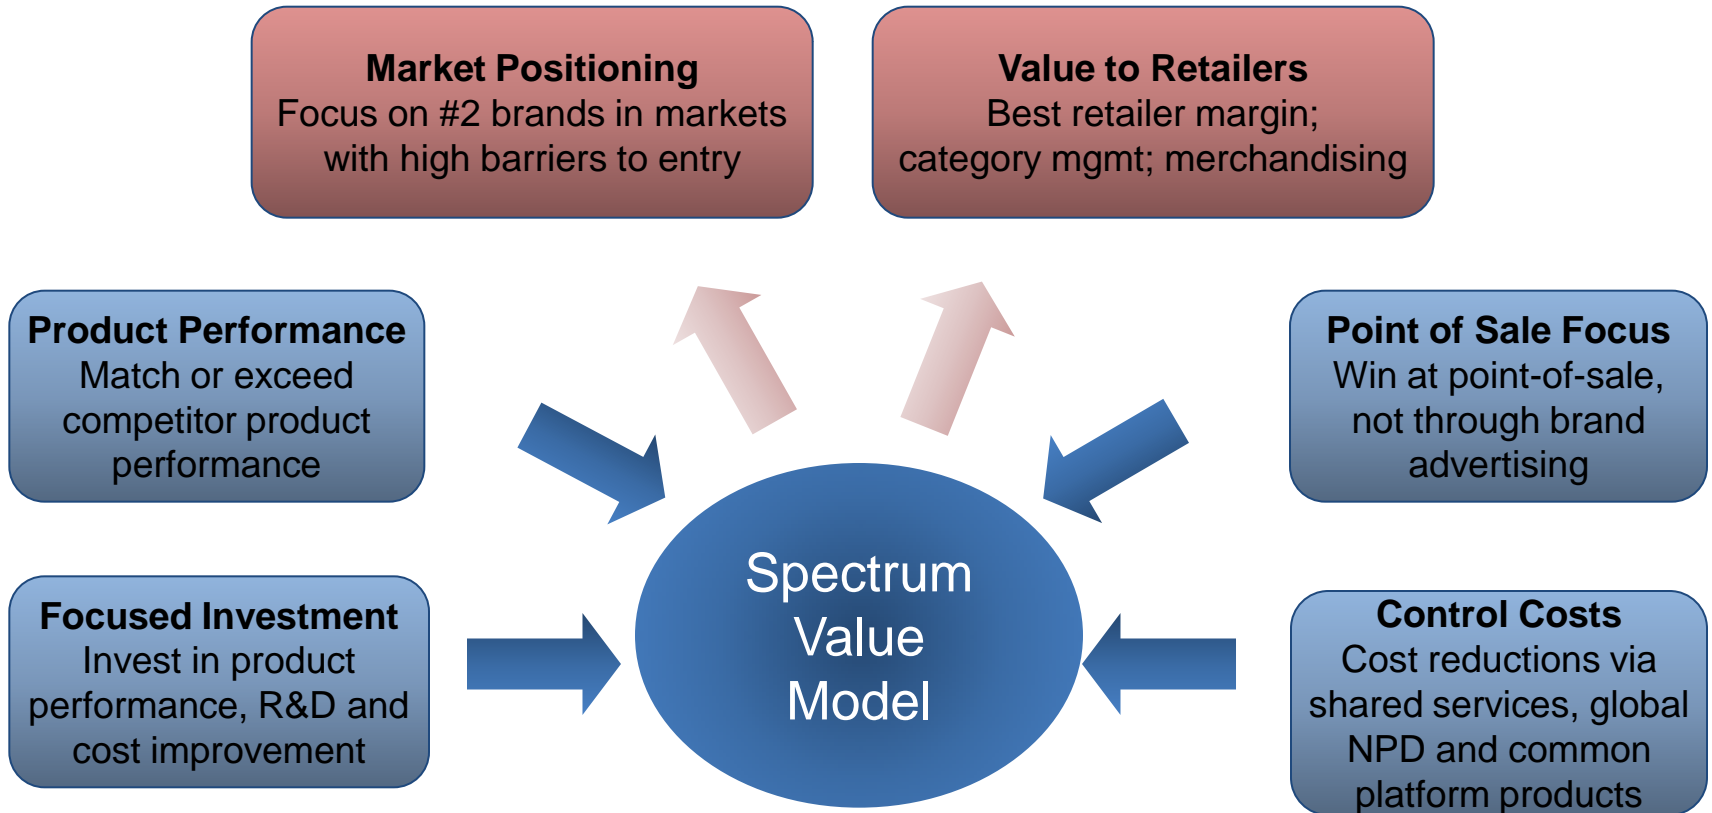 Market Positioning
Focus on #2 brands in markets
with high barriers to entry
Value to Retailers
Best retailer margin;
category mgmt; merchandising
Product Performance
Match or exceed
competitor product
performance
Point of Sale Focus
Win at point-of-sale,
not through brand
advertising
Focused Investment
Invest in product
performance, R&D and
cost improvement
Spectrum
Value
Model
Control Costs
Cost reductions via
shared services, global
NPD and common
platform products